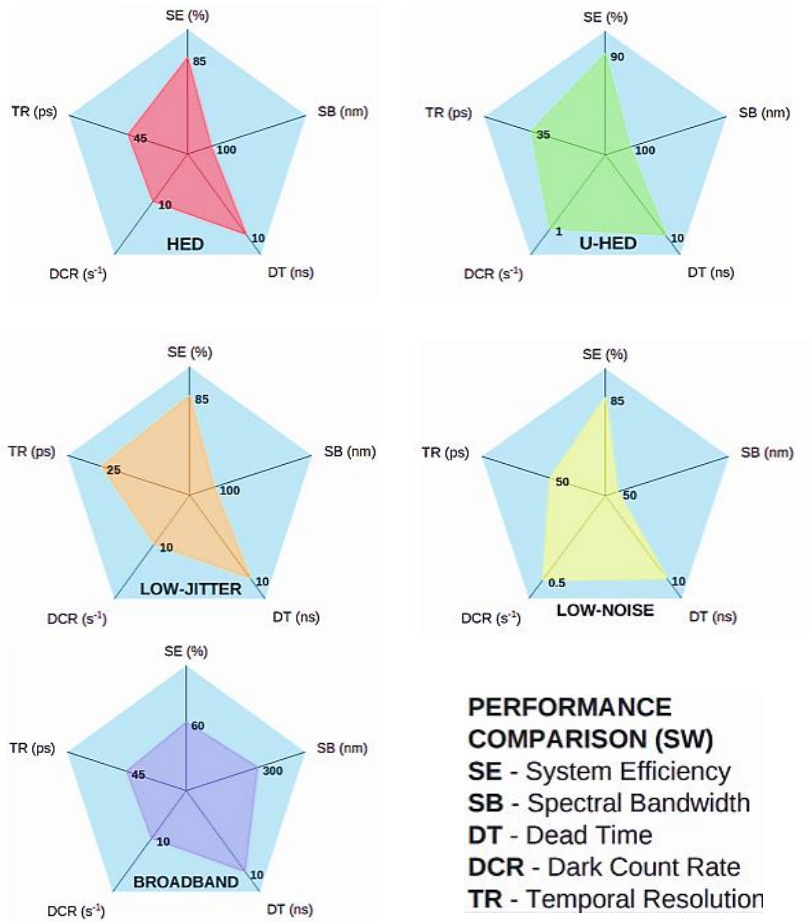 SE (%)
85
TR (ps)
SB (nm)
45
100
10
10
HED
DCR (s⁻¹)
DT (ns)
SE (%)
90
TR (ps)
SB (nm)
35
100
1
10
U-HED
DCR (s⁻¹)
DT (ns)
SE (%)
85
TR (ps)
SB (nm)
25
100
10
10
LOW-JITTER
DCR (s⁻¹)
DT (ns)
SE (%)
85
TR (ps)
SB (nm)
50
50
0.5
10
LOW-NOISE
DCR (s⁻¹)
DT (ns)
SE (%)
60
TR (ps)
SB (nm)
45
300
10
10
BROADBAND
DCR (s⁻¹)
DT (ns)
PERFORMANCE
COMPARISON (SW)
SE - System Efficiency
SB - Spectral Bandwidth
DT - Dead Time
DCR - Dark Count Rate
TR - Temporal Resolution